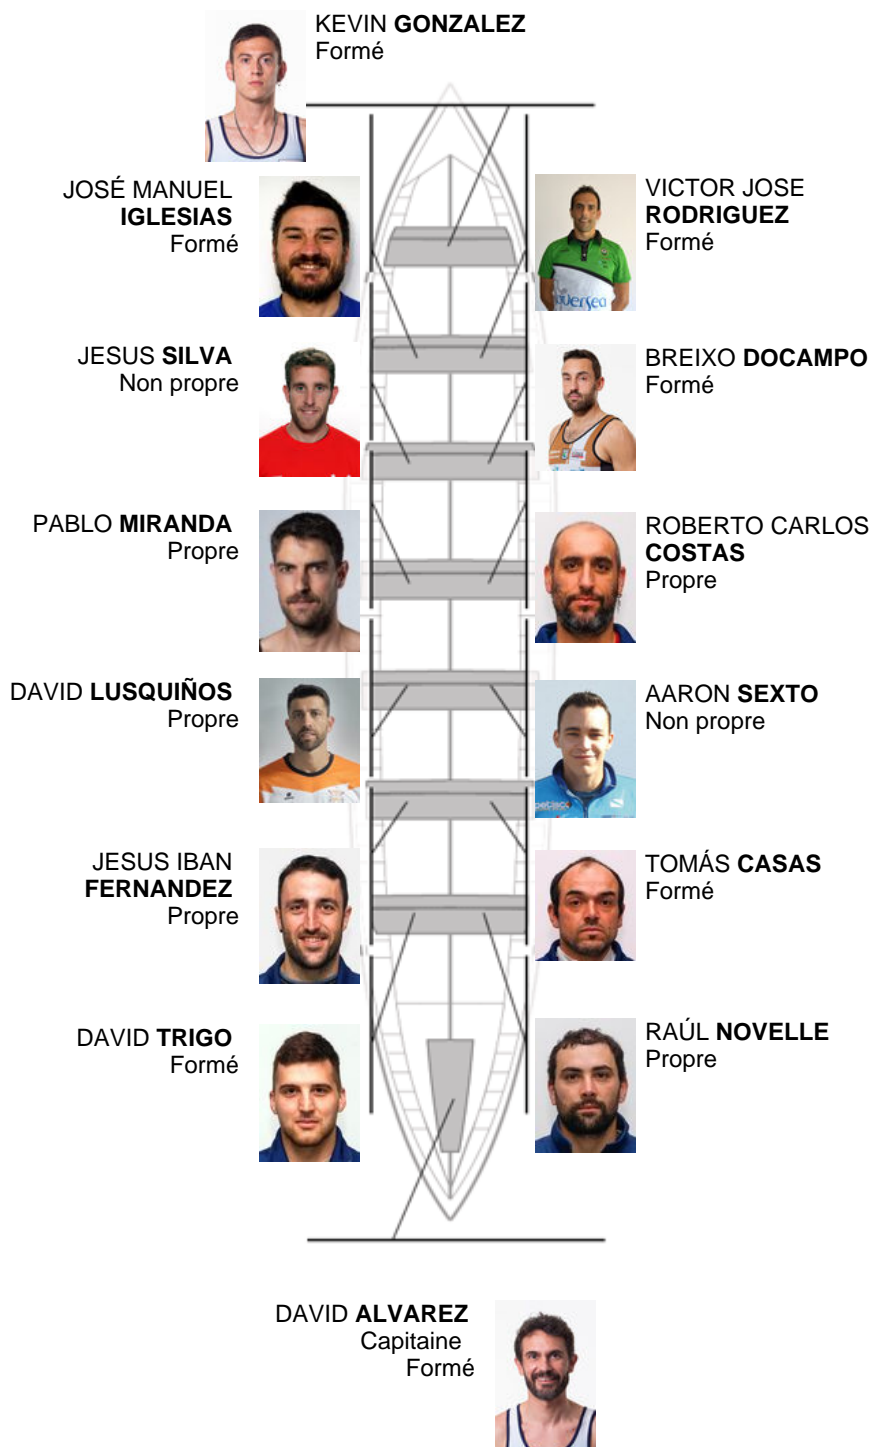 KEVIN GONZALEZ
Formé
JOSÉ MANUEL
IGLESIAS
Formé
VICTOR JOSE
RODRIGUEZ
Formé
JESUS SILVA
Non propre
BREIXO DOCAMPO
Formé
PABLO MIRANDA
Propre
ROBERTO CARLOS
COSTAS
Propre
DAVID LUSQUIÑOS
Propre
AARON SEXTO
Non propre
JESUS IBAN
FERNANDEZ
Propre
TOMÁS CASAS
Formé
DAVID TRIGO
Formé
RAÚL NOVELLE
Propre
DAVID ALVAREZ
Capitaine
Formé